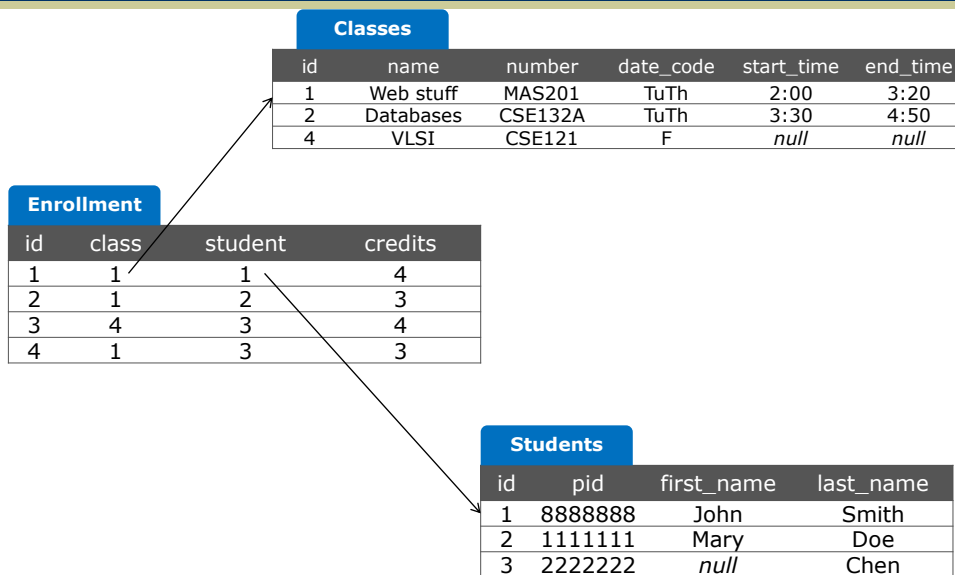 Classes
id name number date_code start_time end_time
1 Web stuff MAS201 TuTh 2:00 3:20
2 Databases CSE132A TuTh 3:30 4:50
4 VLSI CSE121 F null null
Enrollment
id class student credits
1 1 1 4
2 1 2 3
3 4 3 4
4 1 3 3
Students
id pid first_name last_name
1 8888888 John Smith
2 1111111 Mary Doe
3 2222222 null Chen